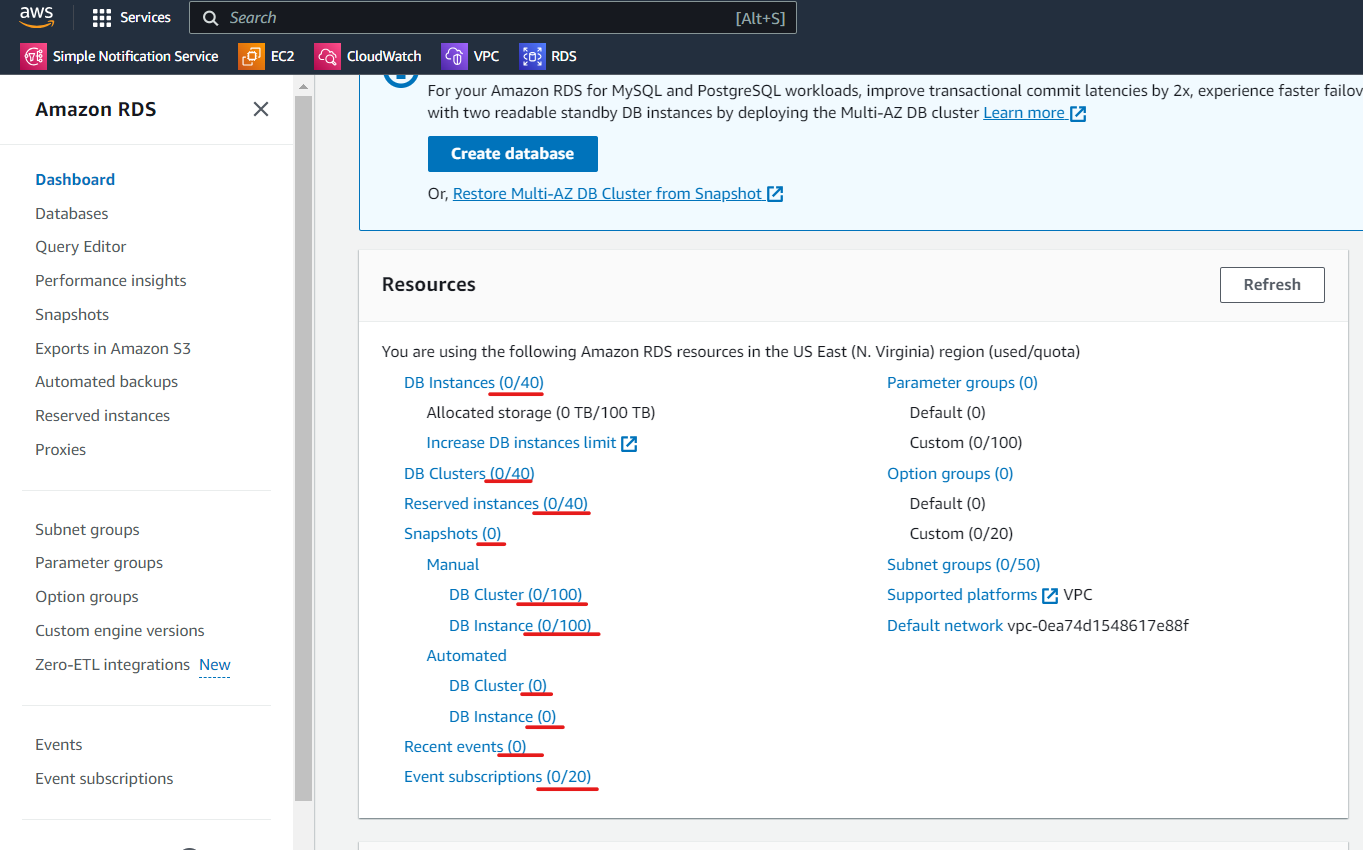 aws
Services
Search
[Alt+S]
Simple Notification Service
EC2
CloudWatch
VPC
RDS
Amazon RDS
Dashboard
Databases
Query Editor
Performance insights
Snapshots
Exports in Amazon S3
Automated backups
Reserved instances
Proxies
Subnet groups
Parameter groups
Option groups
Custom engine versions
Zero-ETL integrations New
Events
Event subscriptions
For your Amazon RDS for MySQL and PostgreSQL workloads, improve transactional commit latencies by 2x, experience faster failov
with two readable standby DB instances by deploying the Multi-AZ DB cluster Learn more
Create database
Or, Restore Multi-AZ DB Cluster from Snapshot
Resources
Refresh
You are using the following Amazon RDS resources in the US East (N. Virginia) region (used/quota)
DB Instances (0/40)
Allocated storage (0 TB/100 TB)
Increase DB instances limit
DB Clusters (0/40)
Reserved instances (0/40)
Snapshots (0)
Manual
DB Cluster (0/100)
DB Instance (0/100)
Automated
DB Cluster (0)
DB Instance (0)
Recent events (0)
Event subscriptions (0/20)
Parameter groups (0)
Default (0)
Custom (0/100)
Option groups (0)
Default (0)
Custom (0/20)
Subnet groups (0/50)
Supported platforms VPC
Default network vpc-0ea74d1548617e88f